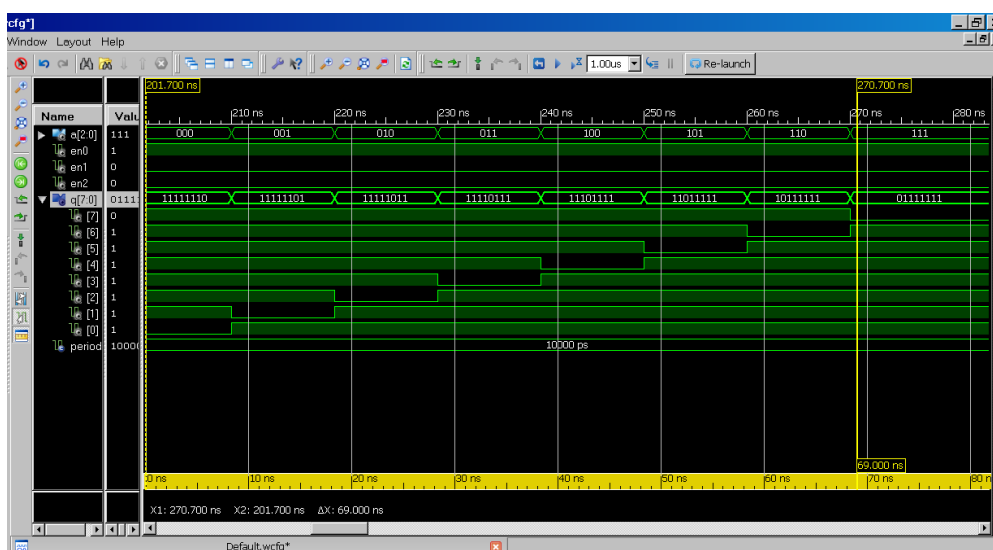 cfg*]
Window Layout Help
1.00us Re-launch
201.700 ns 270.700 ns
Name Valu
210 ns 220 ns 230 ns 240 ns 250 ns 260 ns 270 ns 280 ns
a[2:0] 111 000 001 010 011 100 101 110 111
en0 1
en1 0
en2 0
q[7:0] 01111 11111110 11111101 11111011 11110111 11101111 11011111 10111111 01111111
[7] 0
[6] 1
[5] 1
[4] 1
[3] 1
[2] 1
[1] 1
[0] 1
period 10000 10000 ps
69.000 ns
0 ns 10 ns 20 ns 30 ns 40 ns 50 ns 60 ns 70 ns 80 n
X1: 270.700 ns X2: 201.700 ns ΔX: 69.000 ns
Default.wcfg*